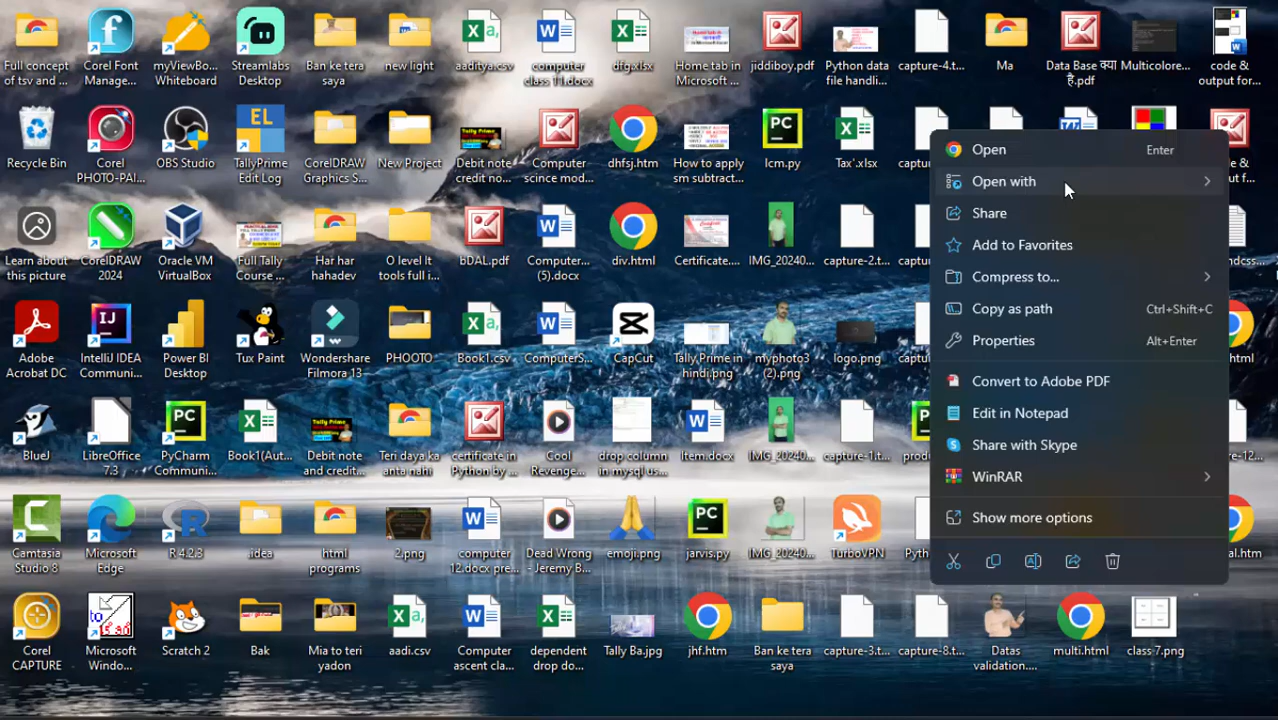 Full concept
of tsv and ...
Corel Font
Manage...
myViewBo...
Whiteboard
Streamlabs
Desktop
Ban ke tera
saya
new light
aaditya.csv
computer
class 11.docx
dfg.xlsx
Home tab in
Microsoft ...
jiddiboy.pdf
Python data
file handli...
capture-4.t...
Ma
Data Base क्या
है.pdf
Multicolore...
code &
output for...
Recycle Bin
Corel
PHOTO-PAI...
OBS Studio
TallyPrime
Edit Log
CorelDRAW
Graphics S...
New Project
Debit note
credit no...
Computer
scince mod...
dhfsj.htm
How to apply
sm subtract...
lcm.py
Tax'.xlsx
Learn about
this picture
CorelDRAW
2024
Oracle VM
VirtualBox
Full Tally
Course ...
Har har
hahadev
O level It
tools full i...
bDAL.pdf
Computer ...
(5).docx
div.html
Certificate....
IMG_20240...
capture-2.t...
Adobe
Acrobat DC
IntelliJ IDEA
Communi...
Power BI
Desktop
Tux Paint
Wondershare
Filmora 13
PHOOTO
Book1.csv
ComputerS...
CapCut
Tally Prime in
hindi.png
myphoto3
(2).png
logo.png
BlueJ
LibreOffice
7.3
PyCharm
Communi...
Book1(Aut...
Debit note
and credit...
Teri daya ka
anta nahi
certificate in
Python by ...
Cool
Revenge...
drop column
in mysql us...
Item.docx
IMG_20240...
capture-1.t...
Camtasia
Studio 8
Microsoft
Edge
R 4.2.3
.idea
html
programs
2.png
computer
12.docx pre...
Dead Wrong
- Jeremy B...
emoji.png
jarvis.py
IMG_20240...
TurboVPN
Corel
CAPTURE
Microsoft
Windo...
Scratch 2
Bak
Mia to teri
yadon
aadi.csv
Computer
ascent cla...
dependent
drop do...
Tally Ba.jpg
jhf.htm
Ban ke tera
saya
capture-3.t...
capture-8.t...
Datas
validation....
multi.html
class 7.png
Open Enter
Open with
Share
Add to Favorites
Compress to...
Copy as path Ctrl+Shift+C
Properties Alt+Enter
Convert to Adobe PDF
Edit in Notepad
Share with Skype
WinRAR
Show more options